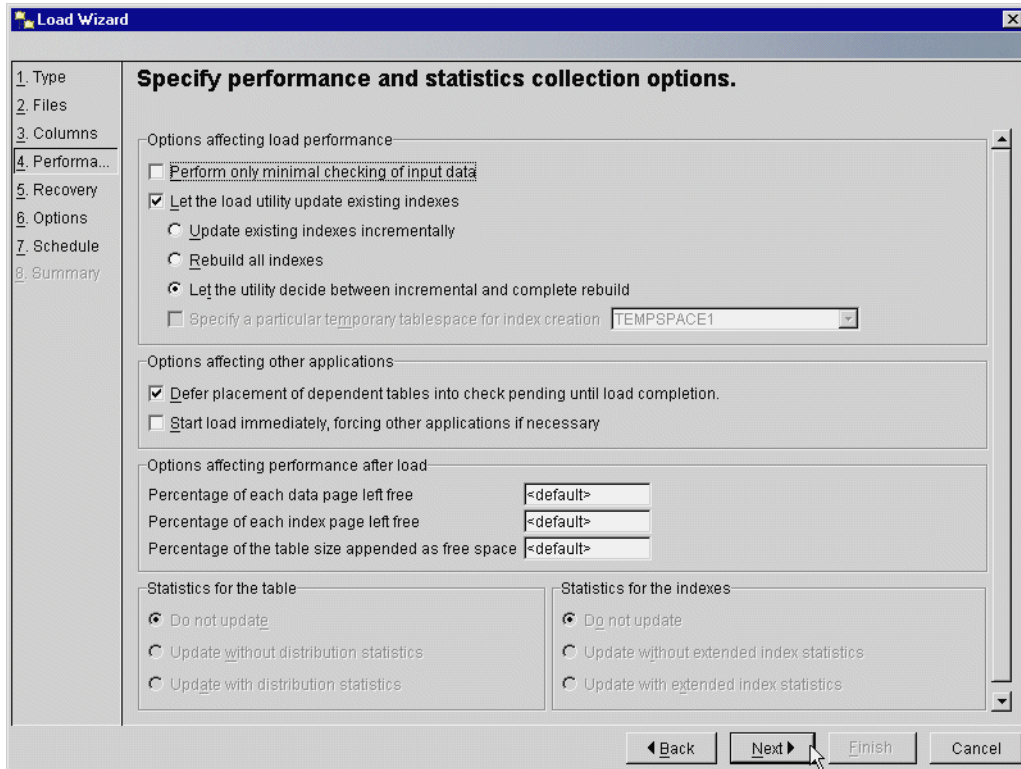 Load Wizard
1. Type
2. Files
3. Columns
4. Performa...
5. Recovery
6. Options
7. Schedule
8. Summary
Specify performance and statistics collection options.
Options affecting load performance
Perform only minimal checking of input data
Let the load utility update existing indexes
Update existing indexes incrementally
Rebuild all indexes
Let the utility decide between incremental and complete rebuild
Specify a particular temporary tablespace for index creation TEMPSPACE1
Options affecting other applications
Defer placement of dependent tables into check pending until load completion.
Start load immediately, forcing other applications if necessary
Options affecting performance after load
Percentage of each data page left free <default>
Percentage of each index page left free <default>
Percentage of the table size appended as free space <default>
Statistics for the table
Do not update
Update without distribution statistics
Update with distribution statistics
Statistics for the indexes
Do not update
Update without extended index statistics
Update with extended index statistics
Back Next Finish Cancel